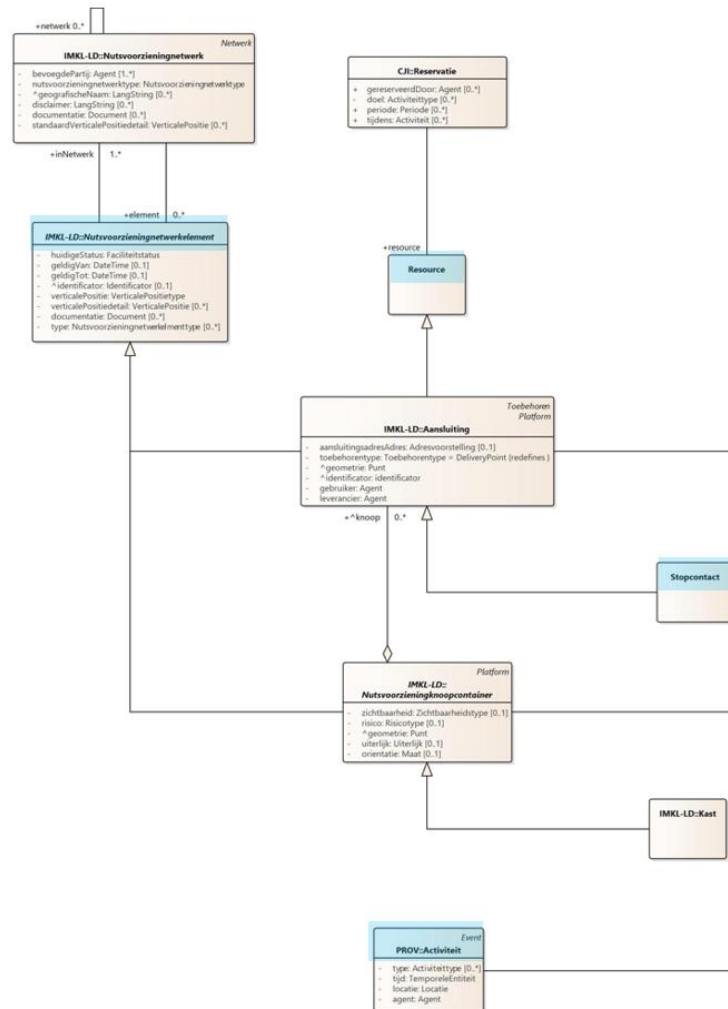 +netwerk 0..*
Netwerk
IMKL-LD::Nutsvoorzieningnetwerk
- bevoegdePartij: Agent [1..*]
- nutsvoorzieningnetwerktype: Nutsvoorzieningnetwerktype
- ^geografischeNaam: LangString [0..*]
- disclaimer: LangString [0..*]
- documentatie: Document [0..*]
- standaardVerticalePositiedetail: VerticalePositie [0..*]
CJI::Reservatie
+ gereserveerdDoor: Agent [0..*]
- doel: Activiteittype [0..*]
+ periode: Periode [0..*]
+ tijdens: Activiteit [0..*]
+inNetwerk 1..*
+element 0..*
IMKL-LD::Nutsvoorzieningnetwerkelement
- huidigeStatus: Faciliteitstatus
- geldigVan: DateTime [0..1]
- geldigTot: DateTime [0..1]
- ^identificator: Identificator [0..1]
- verticalePositie: VerticalePositietype
- verticalePositiedetail: VerticalePositie [0..*]
- documentatie: Document [0..*]
- type: Nutsvoorzieningnetwerkelmenttype [0..*]
+resource
Resource
Toebehoren
Platform
IMKL-LD::Aansluiting
- aansluitingsadresAdres: Adresvoorstelling [0..1]
- toebehorentype: Toebehorentype = DeliveryPoint {redefines }
- ^geometrie: Punt
- ^identificator: identificator
- gebruiker: Agent
- leverancier: Agent
+^knoop 0..*
Stopcontact
Platform
IMKL-LD::
Nutsvoorzieningknoopcontainer
- zichtbaarheid: Zichtbaarheidstype [0..1]
- risico: Risicotype [0..1]
- ^geometrie: Punt
- uiterlijk: Uiterlijk [0..1]
- orientatie: Maat [0..1]
IMKL-LD::Kast
Event
PROV::Activiteit
- type: Activiteittype [0..*]
- tijd: TemporeleEntiteit
- locatie: Locatie
- agent: Agent